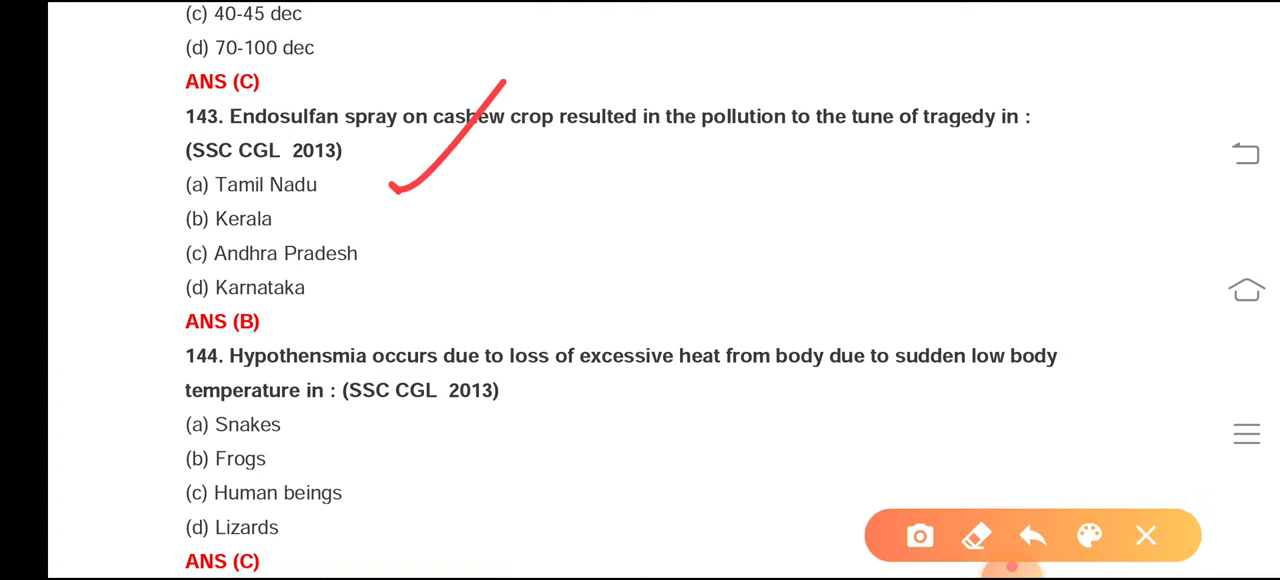 (c) 40-45 dec
(d) 70-100 dec
ANS (C)
143. Endosulfan spray on cashew crop resulted in the pollution to the tune of tragedy in :
(SSC CGL 2013)
(a) Tamil Nadu
(b) Kerala
(c) Andhra Pradesh
(d) Karnataka
ANS (B)
144. Hypothensmia occurs due to loss of excessive heat from body due to sudden low body
temperature in : (SSC CGL 2013)
(a) Snakes
(b) Frogs
(c) Human beings
(d) Lizards
ANS (C)